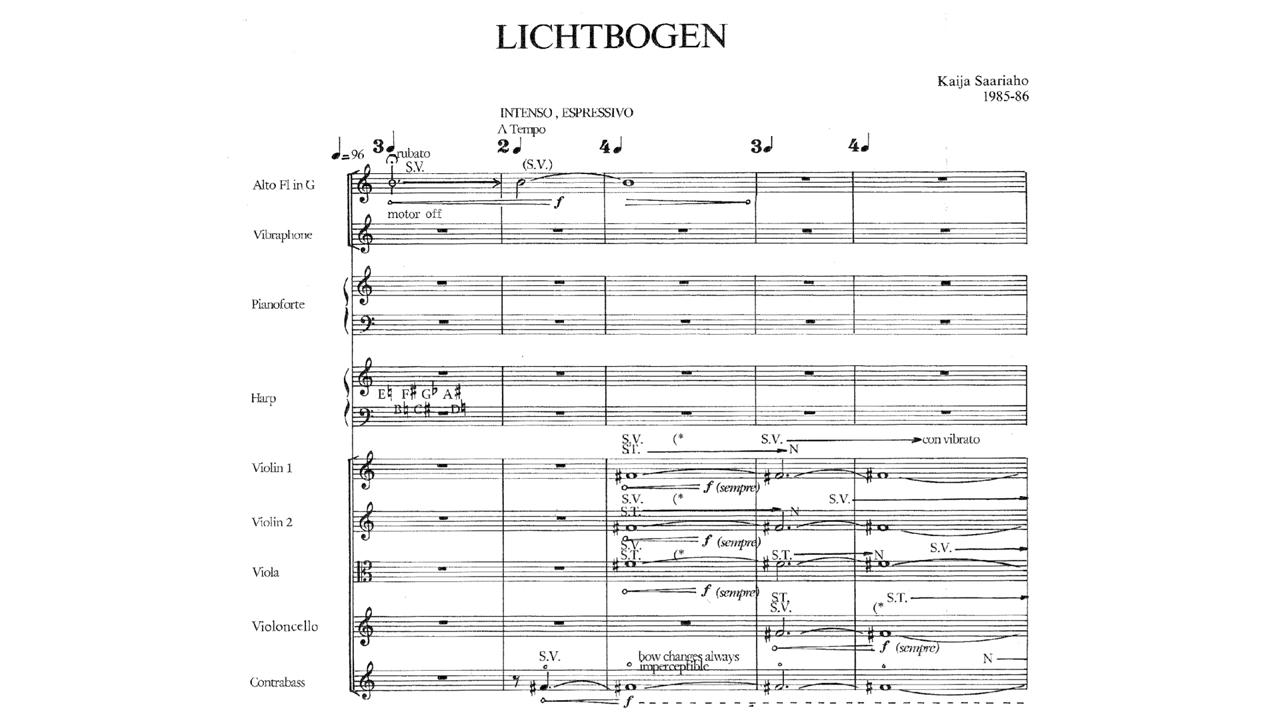 LICHTBOGEN
Kaija Saariaho
1985-86
INTENSO , ESPRESSIVO
A Tempo
3 2 4 3 4
=96 rubato
S.V. (S.V.)
Alto Fl in G
f
motor off
Vibraphone
Pianoforte
Harp
E♮ F♯ G♭ A♯
B♮ C♯ D♮
S.V. (* S.V. con vibrato
S.T. N
Violin 1
f (sempre)
S.V. (* S.V.
S.T. N
Violin 2
f (sempre)
S.V. S.V.
S.T. (* S.T. N
Viola
f (sempre)
S.T. S.T.
S.V. (*
Violoncello
f (sempre)
S.V. bow changes always N
imperceptible
Contrabass
f